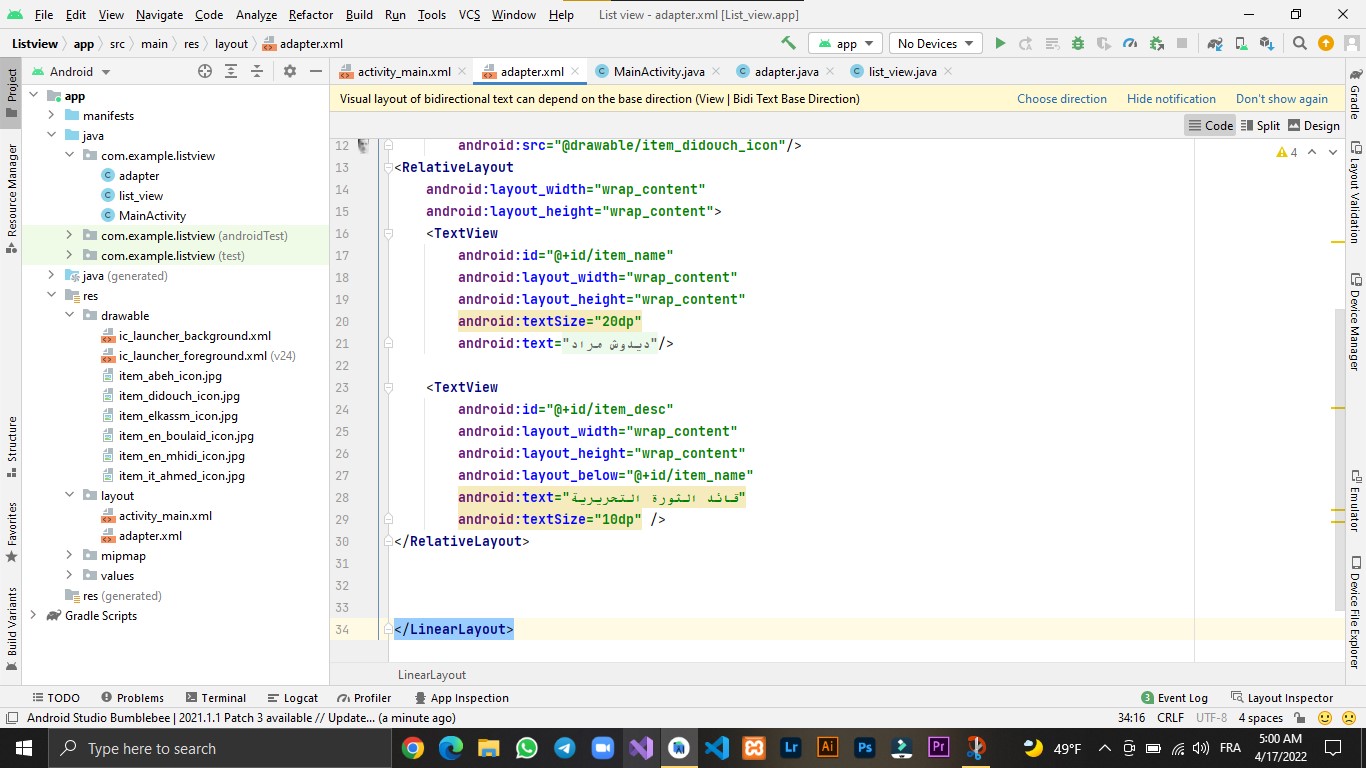 File Edit View Navigate Code Analyze Refactor Build Run Tools VCS Window Help List view - adapter.xml [List_view.app]
Listview app src main res layout adapter.xml
app No Devices
Android
activity_main.xml adapter.xml MainActivity.java adapter.java list_view.java
Visual layout of bidirectional text can depend on the base direction (View | Bidi Text Base Direction) Choose direction Hide notification Don't show again
Code Split Design
4
Project
Resource Manager
Structure
Favorites
Build Variants
app
manifests
java
com.example.listview
adapter
list_view
MainActivity
com.example.listview (androidTest)
com.example.listview (test)
java (generated)
res
drawable
ic_launcher_background.xml
ic_launcher_foreground.xml (v24)
item_abeh_icon.jpg
item_didouch_icon.jpg
item_elkassm_icon.jpg
item_en_boulaid_icon.jpg
item_en_mhidi_icon.jpg
item_it_ahmed_icon.jpg
layout
activity_main.xml
adapter.xml
mipmap
values
res (generated)
Gradle Scripts
12 android:src="@drawable/item_didouch_icon"/>
13 <RelativeLayout
14 android:layout_width="wrap_content"
15 android:layout_height="wrap_content">
16 <TextView
17 android:id="@+id/item_name"
18 android:layout_width="wrap_content"
19 android:layout_height="wrap_content"
20 android:textSize="20dp"
21 android:text="ديدوش مراد"/>
22
23 <TextView
24 android:id="@+id/item_desc"
25 android:layout_width="wrap_content"
26 android:layout_height="wrap_content"
27 android:layout_below="@+id/item_name"
28 android:text="قائد الثورة التحريرية"
29 android:textSize="10dp" />
30 </RelativeLayout>
31
32
33
34 </LinearLayout>
LinearLayout
Gradle
Layout Validation
Device Manager
Emulator
Device File Explorer
TODO Problems Terminal Logcat Profiler App Inspection 3 Event Log Layout Inspector
Android Studio Bumblebee | 2021.1.1 Patch 3 available // Update... (a minute ago) 34:16 CRLF UTF-8 4 spaces
Type here to search
Lr Ai Ps Pr
49°F FRA 5:00 AM
4/17/2022